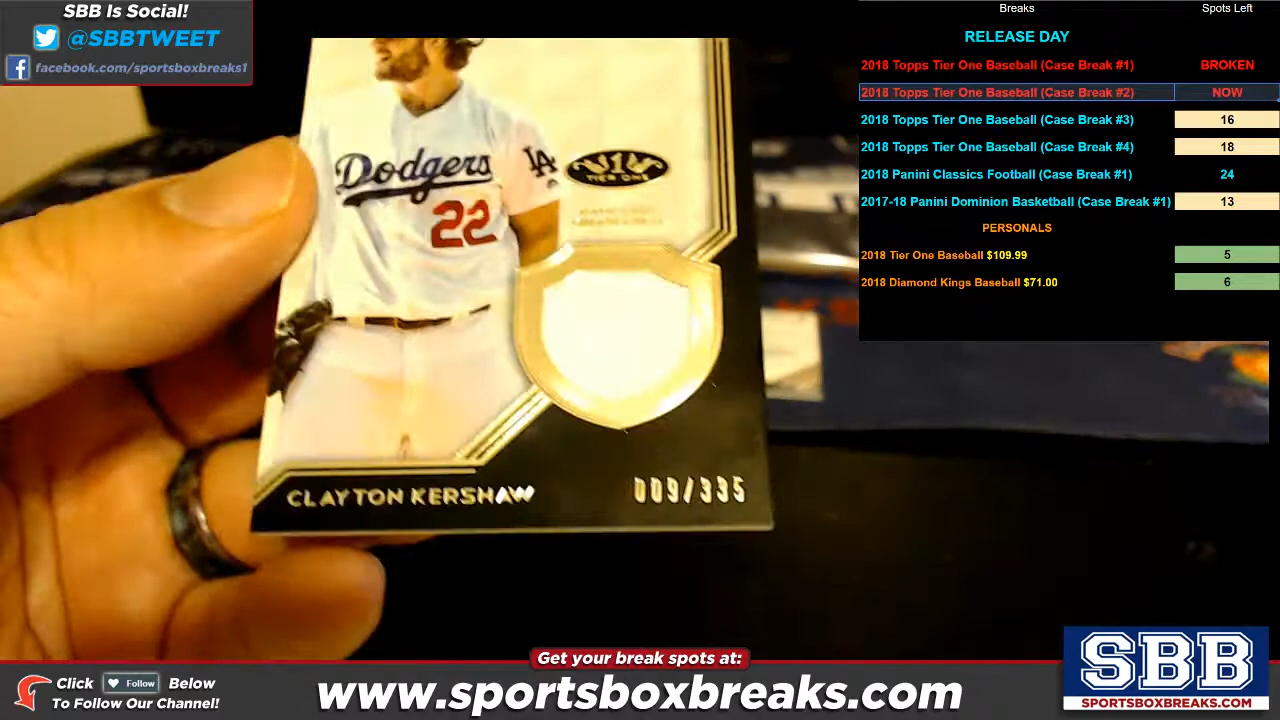 SBB Is Social!
@SBBTWEET
facebook.com/sportsboxbreaks1
Breaks Spots Left
RELEASE DAY
2018 Topps Tier One Baseball (Case Break #1) BROKEN
2018 Topps Tier One Baseball (Case Break #2) NOW
2018 Topps Tier One Baseball (Case Break #3) 16
2018 Topps Tier One Baseball (Case Break #4) 18
2018 Panini Classics Football (Case Break #1) 24
2017-18 Panini Dominion Basketball (Case Break #1) 13
PERSONALS
2018 Tier One Baseball $109.99 5
2018 Diamond Kings Baseball $71.00 6
Dodgers
LA
22
TIER ONE
CLAYTON KERSHAW
009/335
Get your break spots at:
Click Follow Below
To Follow Our Channel!
www.sportsboxbreaks.com
SBB
SPORTSBOXBREAKS.COM